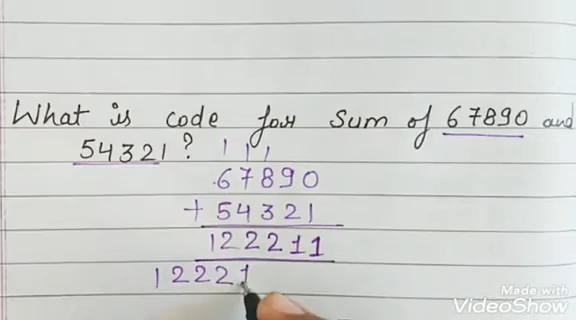 What is code for sum of 67890 and
54321?
1 1 1
67890
+ 54321
122211
12221
Made with
VideoShow